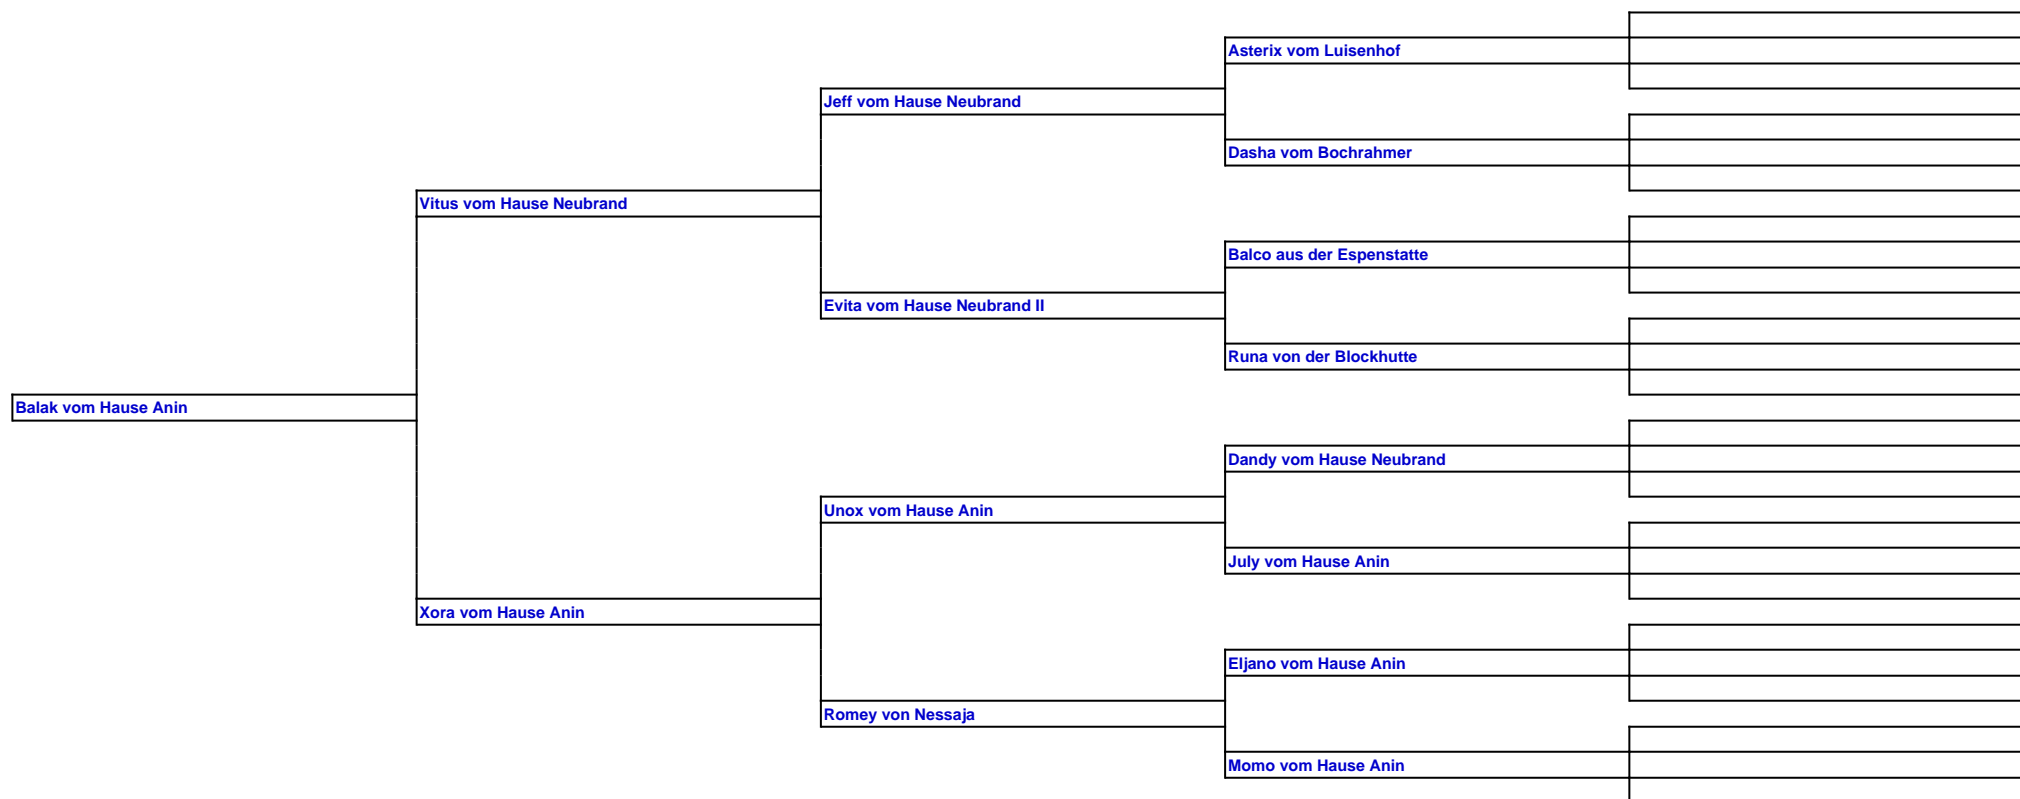 Asterix vom Luisenhof
Jeff vom Hause Neubrand
Dasha vom Bochrahmer
Vitus vom Hause Neubrand
Balco aus der Espenstatte
Evita vom Hause Neubrand II
Runa von der Blockhutte
Balak vom Hause Anin
Dandy vom Hause Neubrand
Unox vom Hause Anin
July vom Hause Anin
Xora vom Hause Anin
Eljano vom Hause Anin
Romey von Nessaja
Momo vom Hause Anin